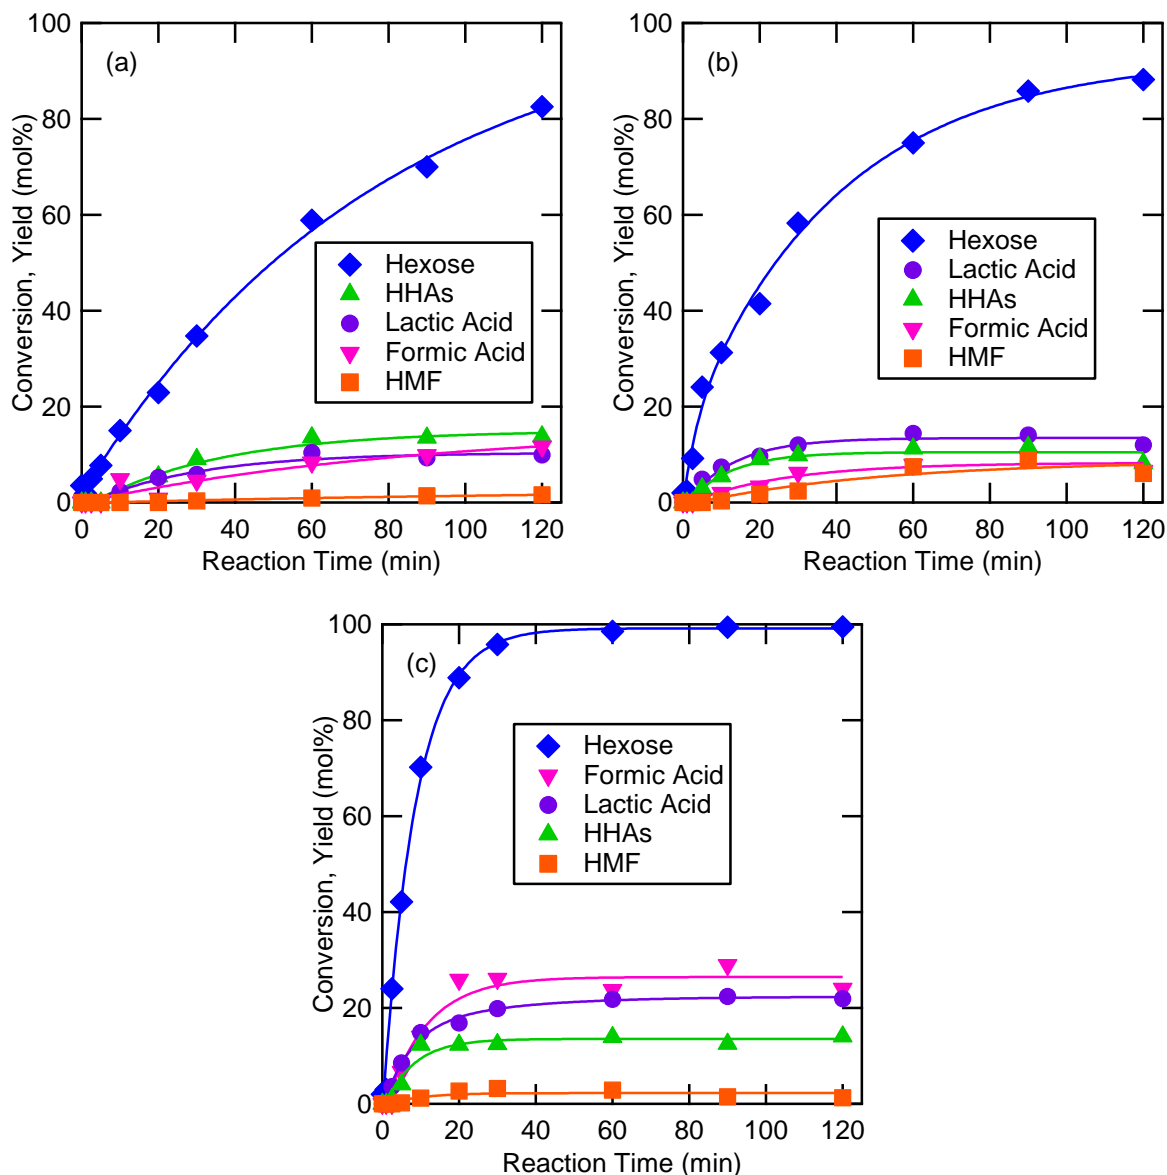 100
80
60
40
20
0
Conversion, Yield (mol%)
(a)
Hexose
HHAs
Lactic Acid
Formic Acid
HMF
0 20 40 60 80 100 120
Reaction Time (min)
100
80
60
40
20
0
Conversion, Yield (mol%)
(b)
Hexose
Lactic Acid
HHAs
Formic Acid
HMF
0 20 40 60 80 100 120
Reaction Time (min)
100
80
60
40
20
0
Conversion, Yield (mol%)
(c)
Hexose
Formic Acid
Lactic Acid
HHAs
HMF
0 20 40 60 80 100 120
Reaction Time (min)